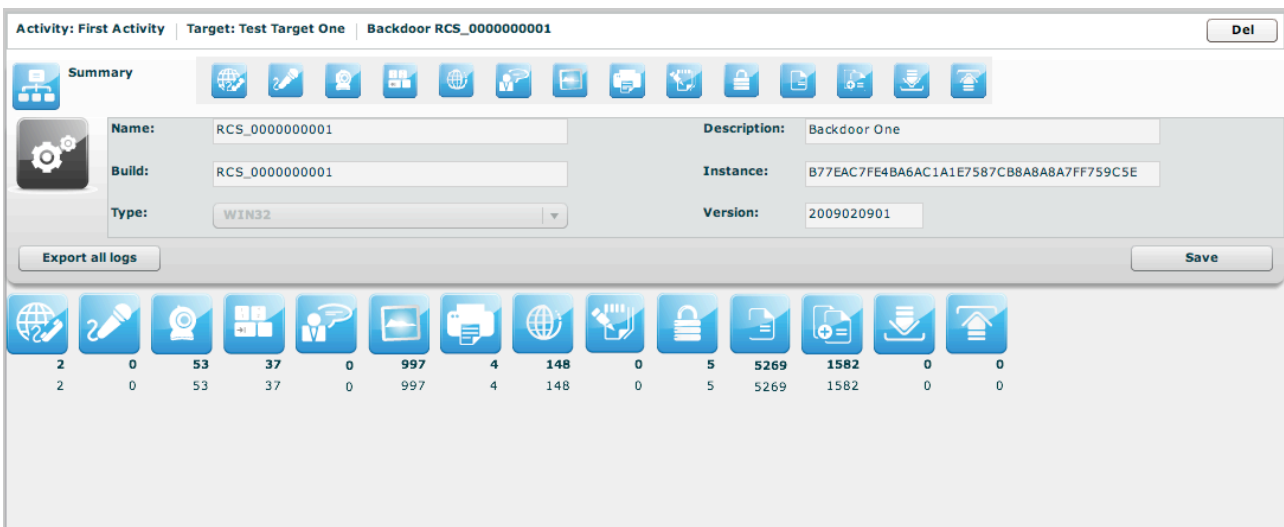 Activity: First Activity | Target: Test Target One | Backdoor RCS_0000000001 Del
Summary
Name: RCS_0000000001 Description: Backdoor One
Build: RCS_0000000001 Instance: B77EAC7FE4BA6AC1A1E7587CB8A8A8A7FF759C5E
Type: WIN32 Version: 2009020901
Export all logs Save
2 0 53 37 0 997 4 148 0 5 5269 1582 0 0
2 0 53 37 0 997 4 148 0 5 5269 1582 0 0